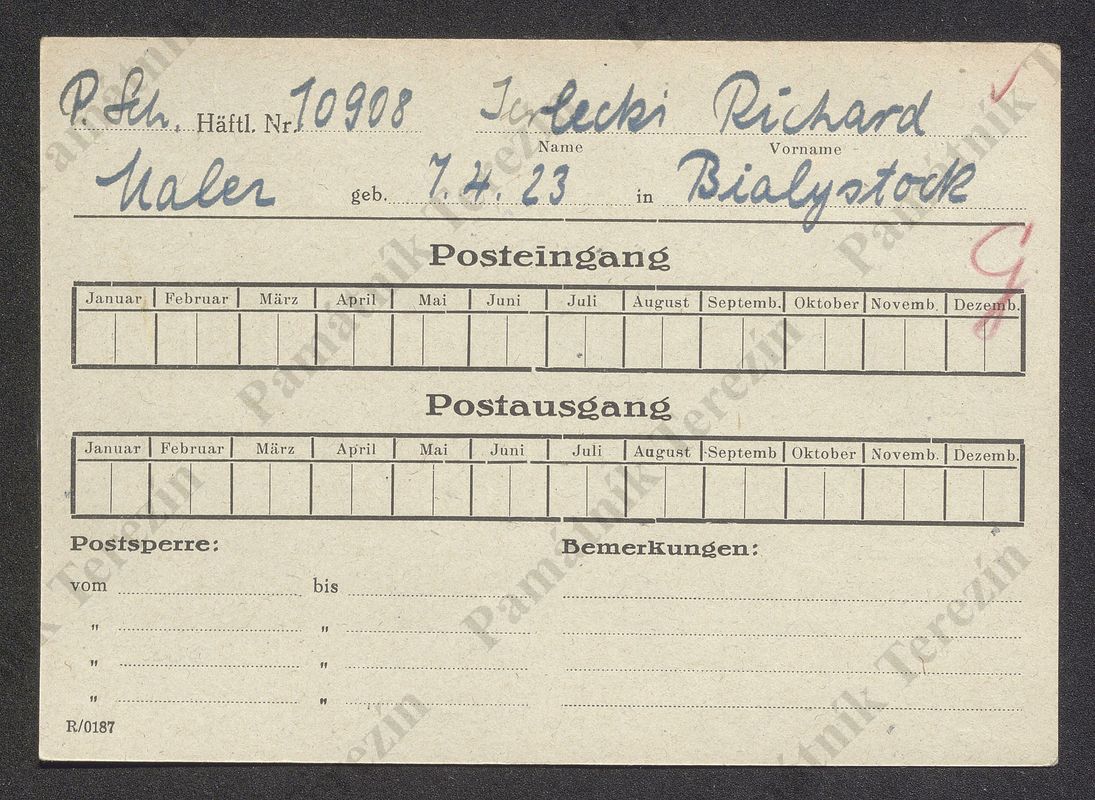 P. Sch. Häftl. Nr. 10908 Richard
Name Vorname
Maler geb. 7.4.23 in Bialystock
G
Posteingang
Januar Februar März April Mai Juni Juli August Septemb. Oktober Novemb. Dezemb.
Postausgang
Januar Februar März April Mai Juni Juli August Septemb Oktober Novemb. Dezemb.
Postsperre: Bemerkungen:
vom bis
" "
" "
" "
R/0187
Památník Terezín